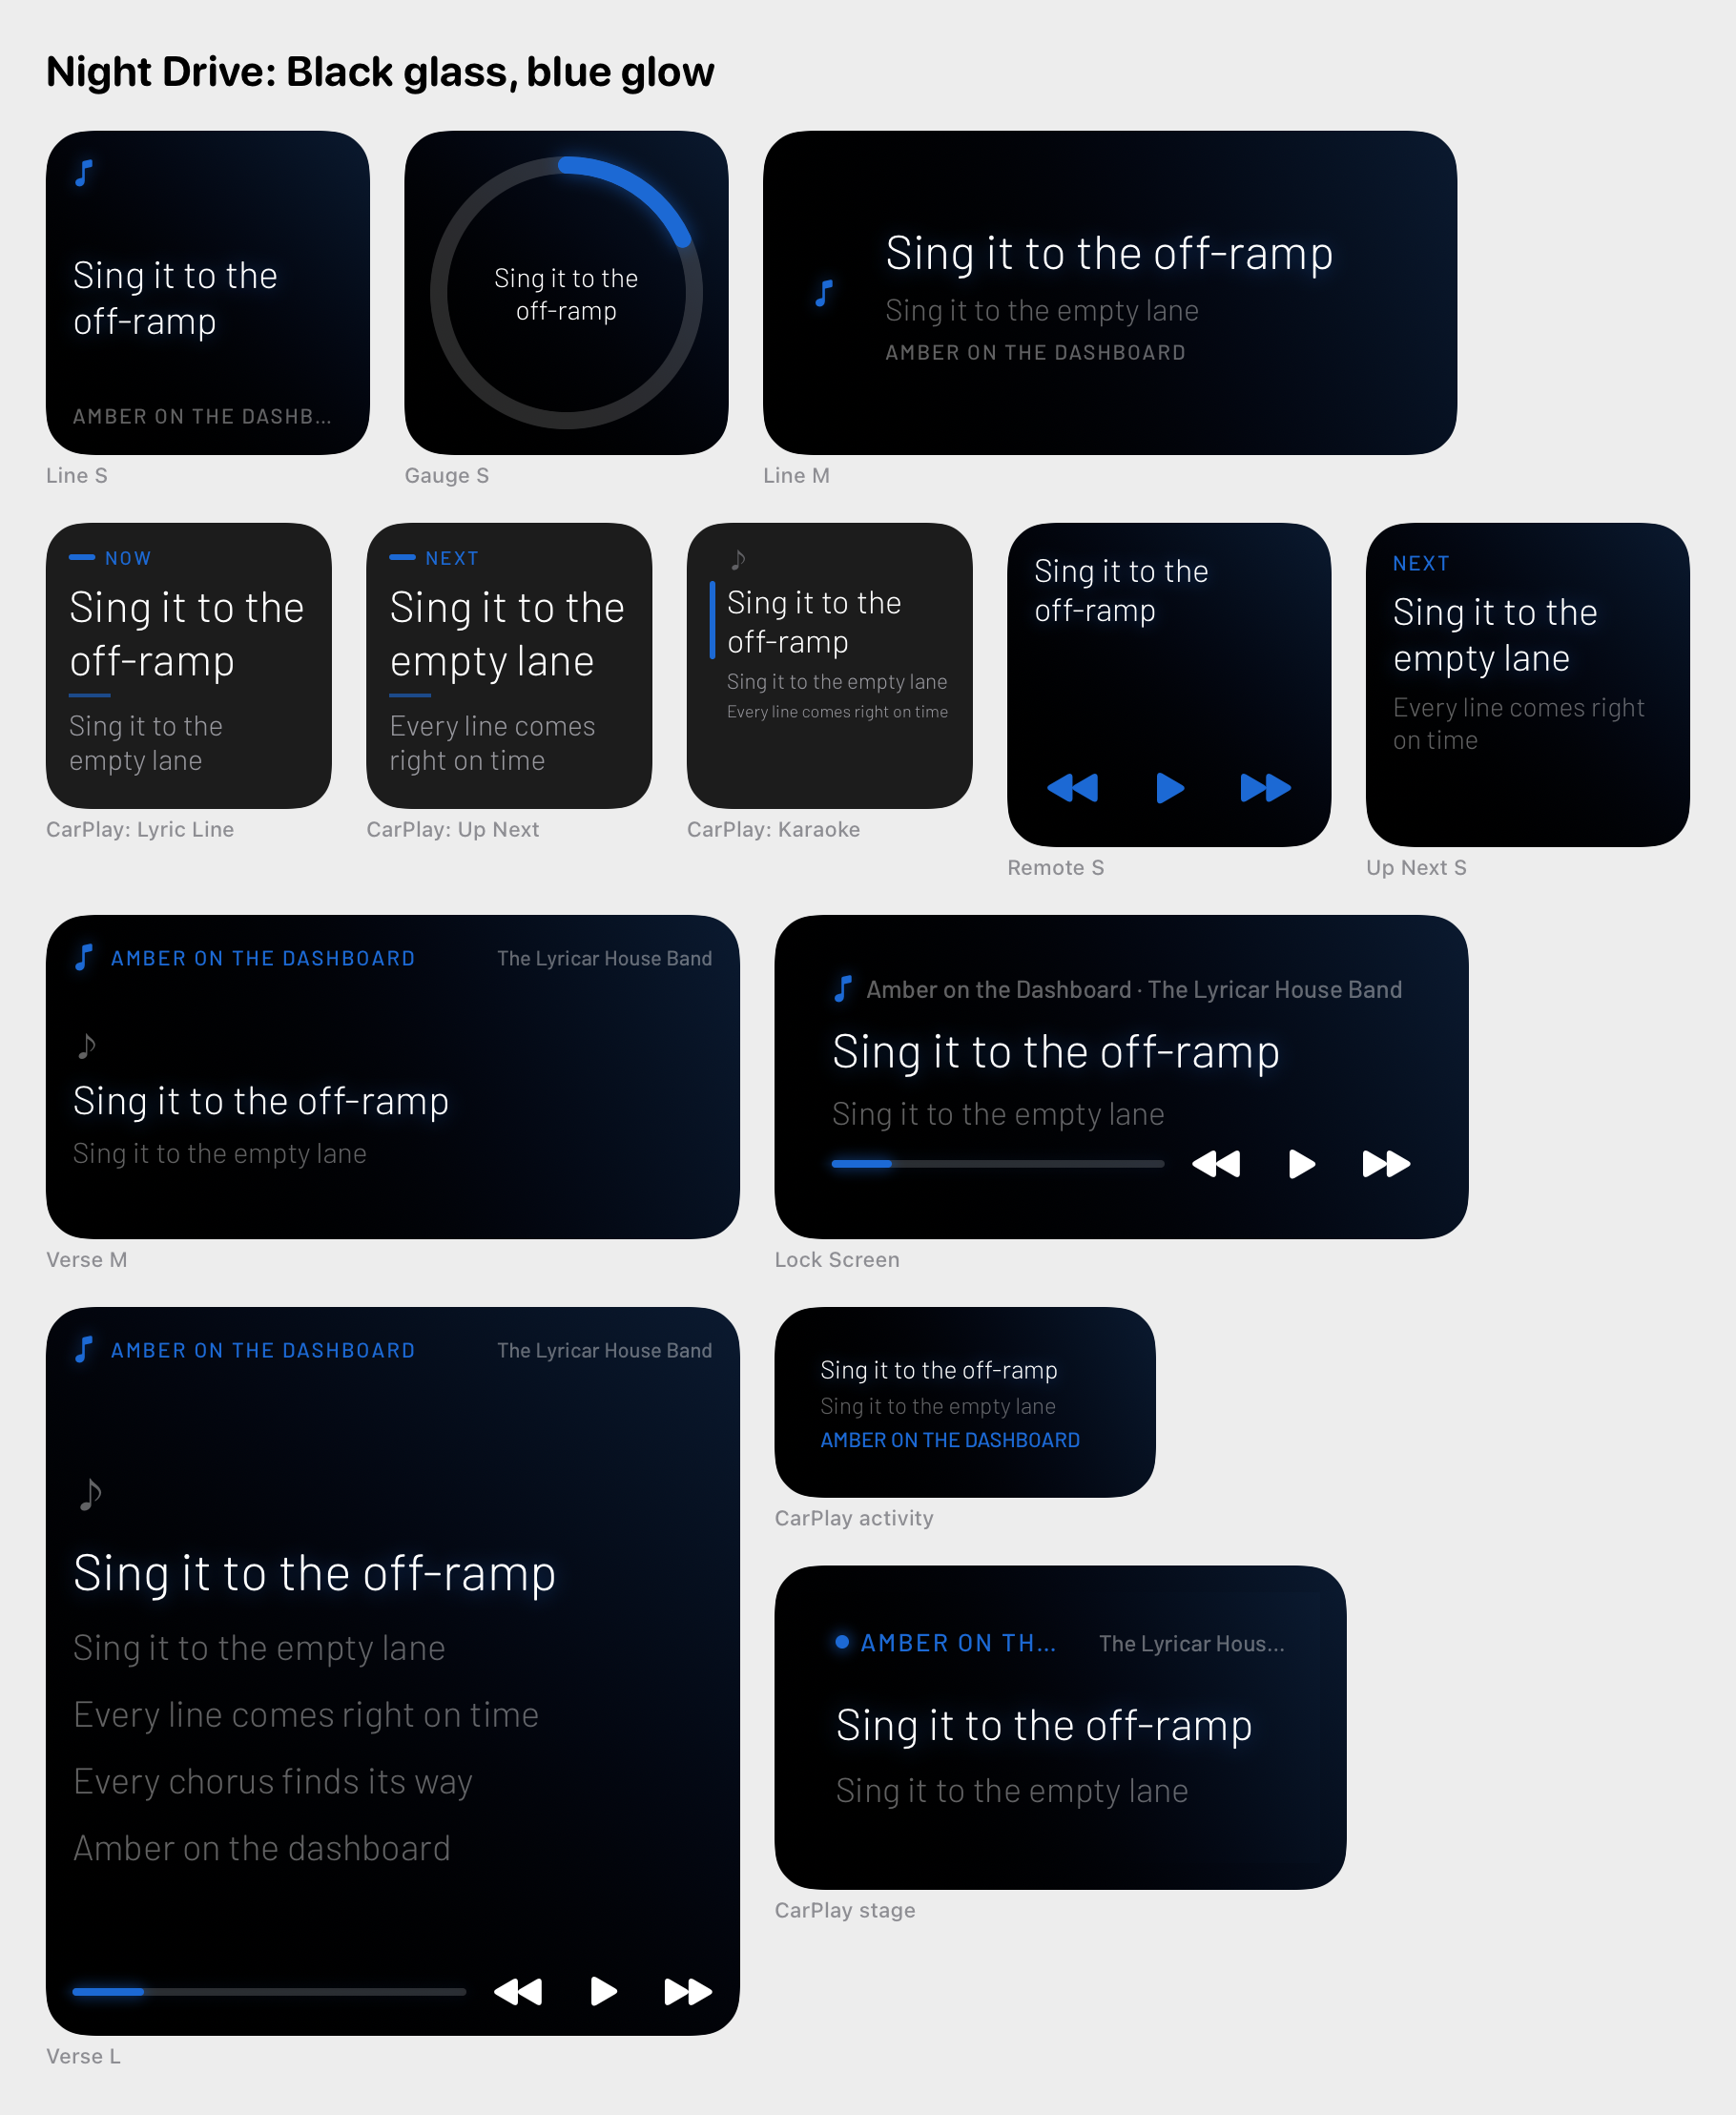 Night Drive: Black glass, blue glow
Sing it to the
off-ramp
AMBER ON THE DASHB...
Line S
Sing it to the
off-ramp
Gauge S
Sing it to the off-ramp
Sing it to the empty lane
AMBER ON THE DASHBOARD
Line M
NOW
Sing it to the
off-ramp
Sing it to the
empty lane
CarPlay: Lyric Line
NEXT
Sing it to the
empty lane
Every line comes
right on time
CarPlay: Up Next
Sing it to the
off-ramp
Sing it to the empty lane
Every line comes right on time
CarPlay: Karaoke
Sing it to the
off-ramp
Remote S
NEXT
Sing it to the
empty lane
Every line comes right
on time
Up Next S
AMBER ON THE DASHBOARD The Lyricar House Band
Sing it to the off-ramp
Sing it to the empty lane
Verse M
Amber on the Dashboard · The Lyricar House Band
Sing it to the off-ramp
Sing it to the empty lane
Lock Screen
AMBER ON THE DASHBOARD The Lyricar House Band
Sing it to the off-ramp
Sing it to the empty lane
Every line comes right on time
Every chorus finds its way
Amber on the dashboard
Verse L
Sing it to the off-ramp
Sing it to the empty lane
AMBER ON THE DASHBOARD
CarPlay activity
AMBER ON TH... The Lyricar Hous...
Sing it to the off-ramp
Sing it to the empty lane
CarPlay stage